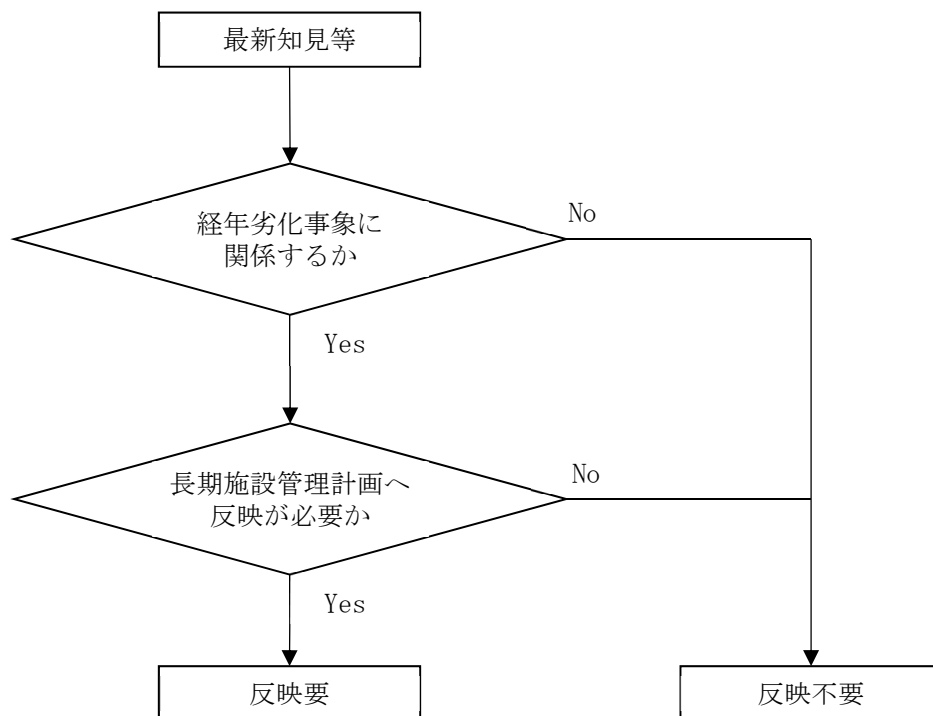 最新知見等
経年劣化事象に
関係するか
No
Yes
長期施設管理計画へ
反映が必要か
No
Yes
反映要
反映不要